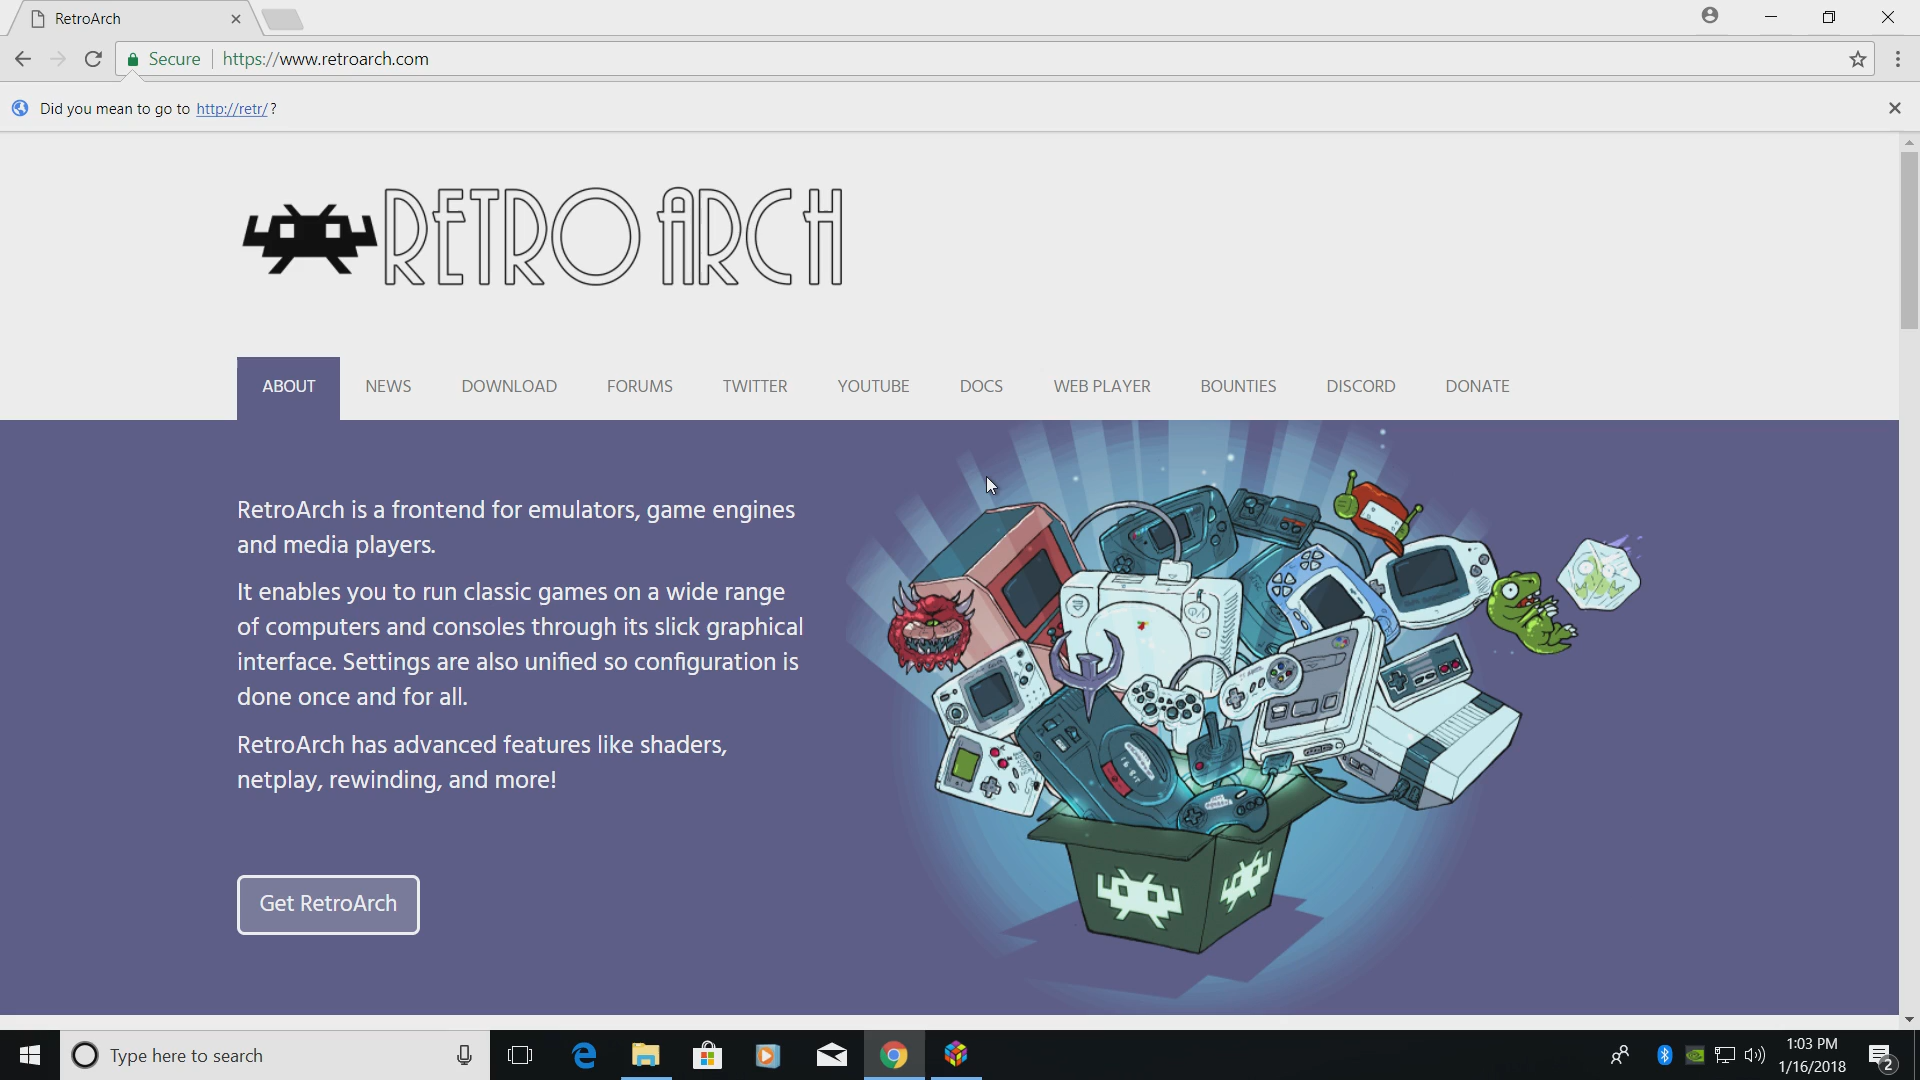 RetroArch
Secure
https://www.retroarch.com
Did you mean to go to http://retr/?
RETRO ARCH
ABOUT
NEWS
DOWNLOAD
FORUMS
TWITTER
YOUTUBE
DOCS
WEB PLAYER
BOUNTIES
DISCORD
DONATE
RetroArch is a frontend for emulators, game engines
and media players.
It enables you to run classic games on a wide range
of computers and consoles through its slick graphical
interface. Settings are also unified so configuration is
done once and for all.
RetroArch has advanced features like shaders,
netplay, rewinding, and more!
Get RetroArch
Type here to search
1:03 PM
1/16/2018
2